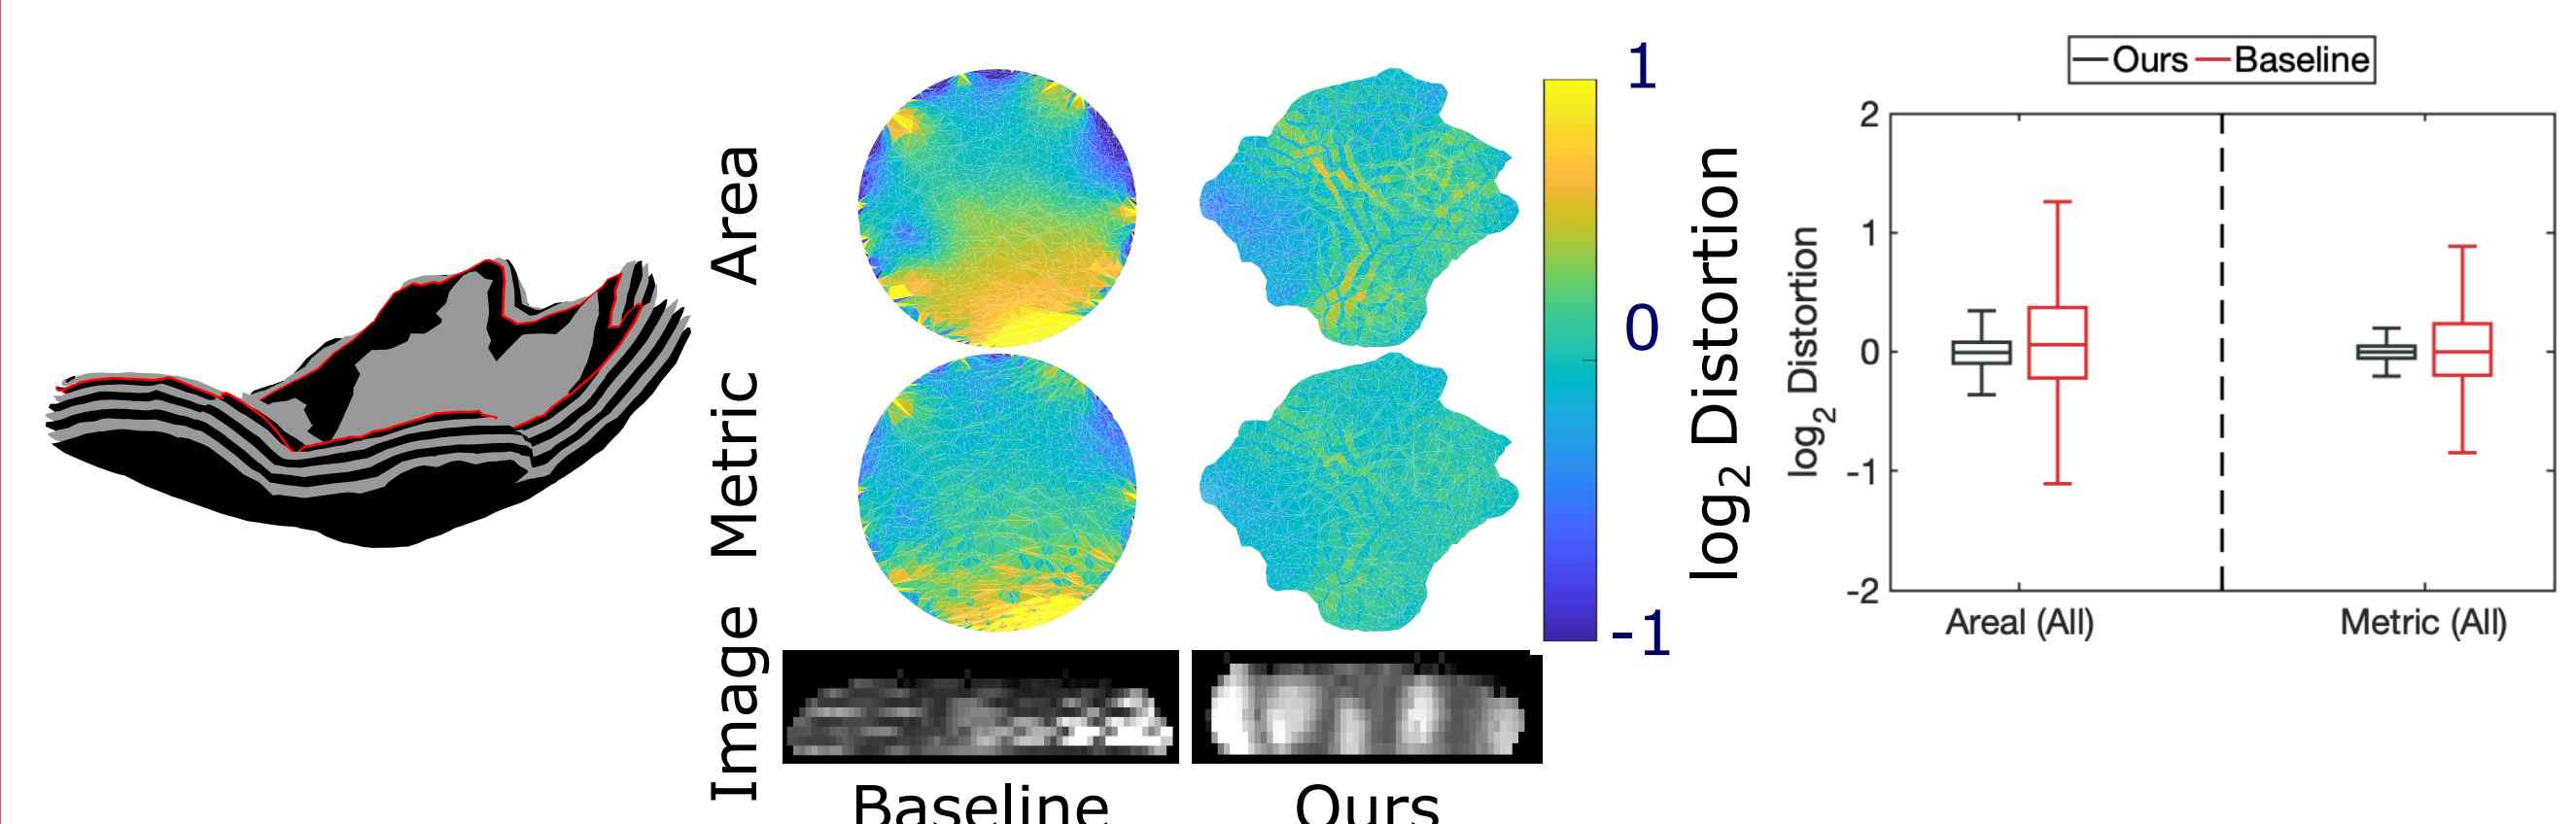 Area
Metric
Image
Baseline
Ours
1
0
-1
log2 Distortion
Ours
Baseline
log2 Distortion
2
1
0
-1
-2
Areal (All)
Metric (All)